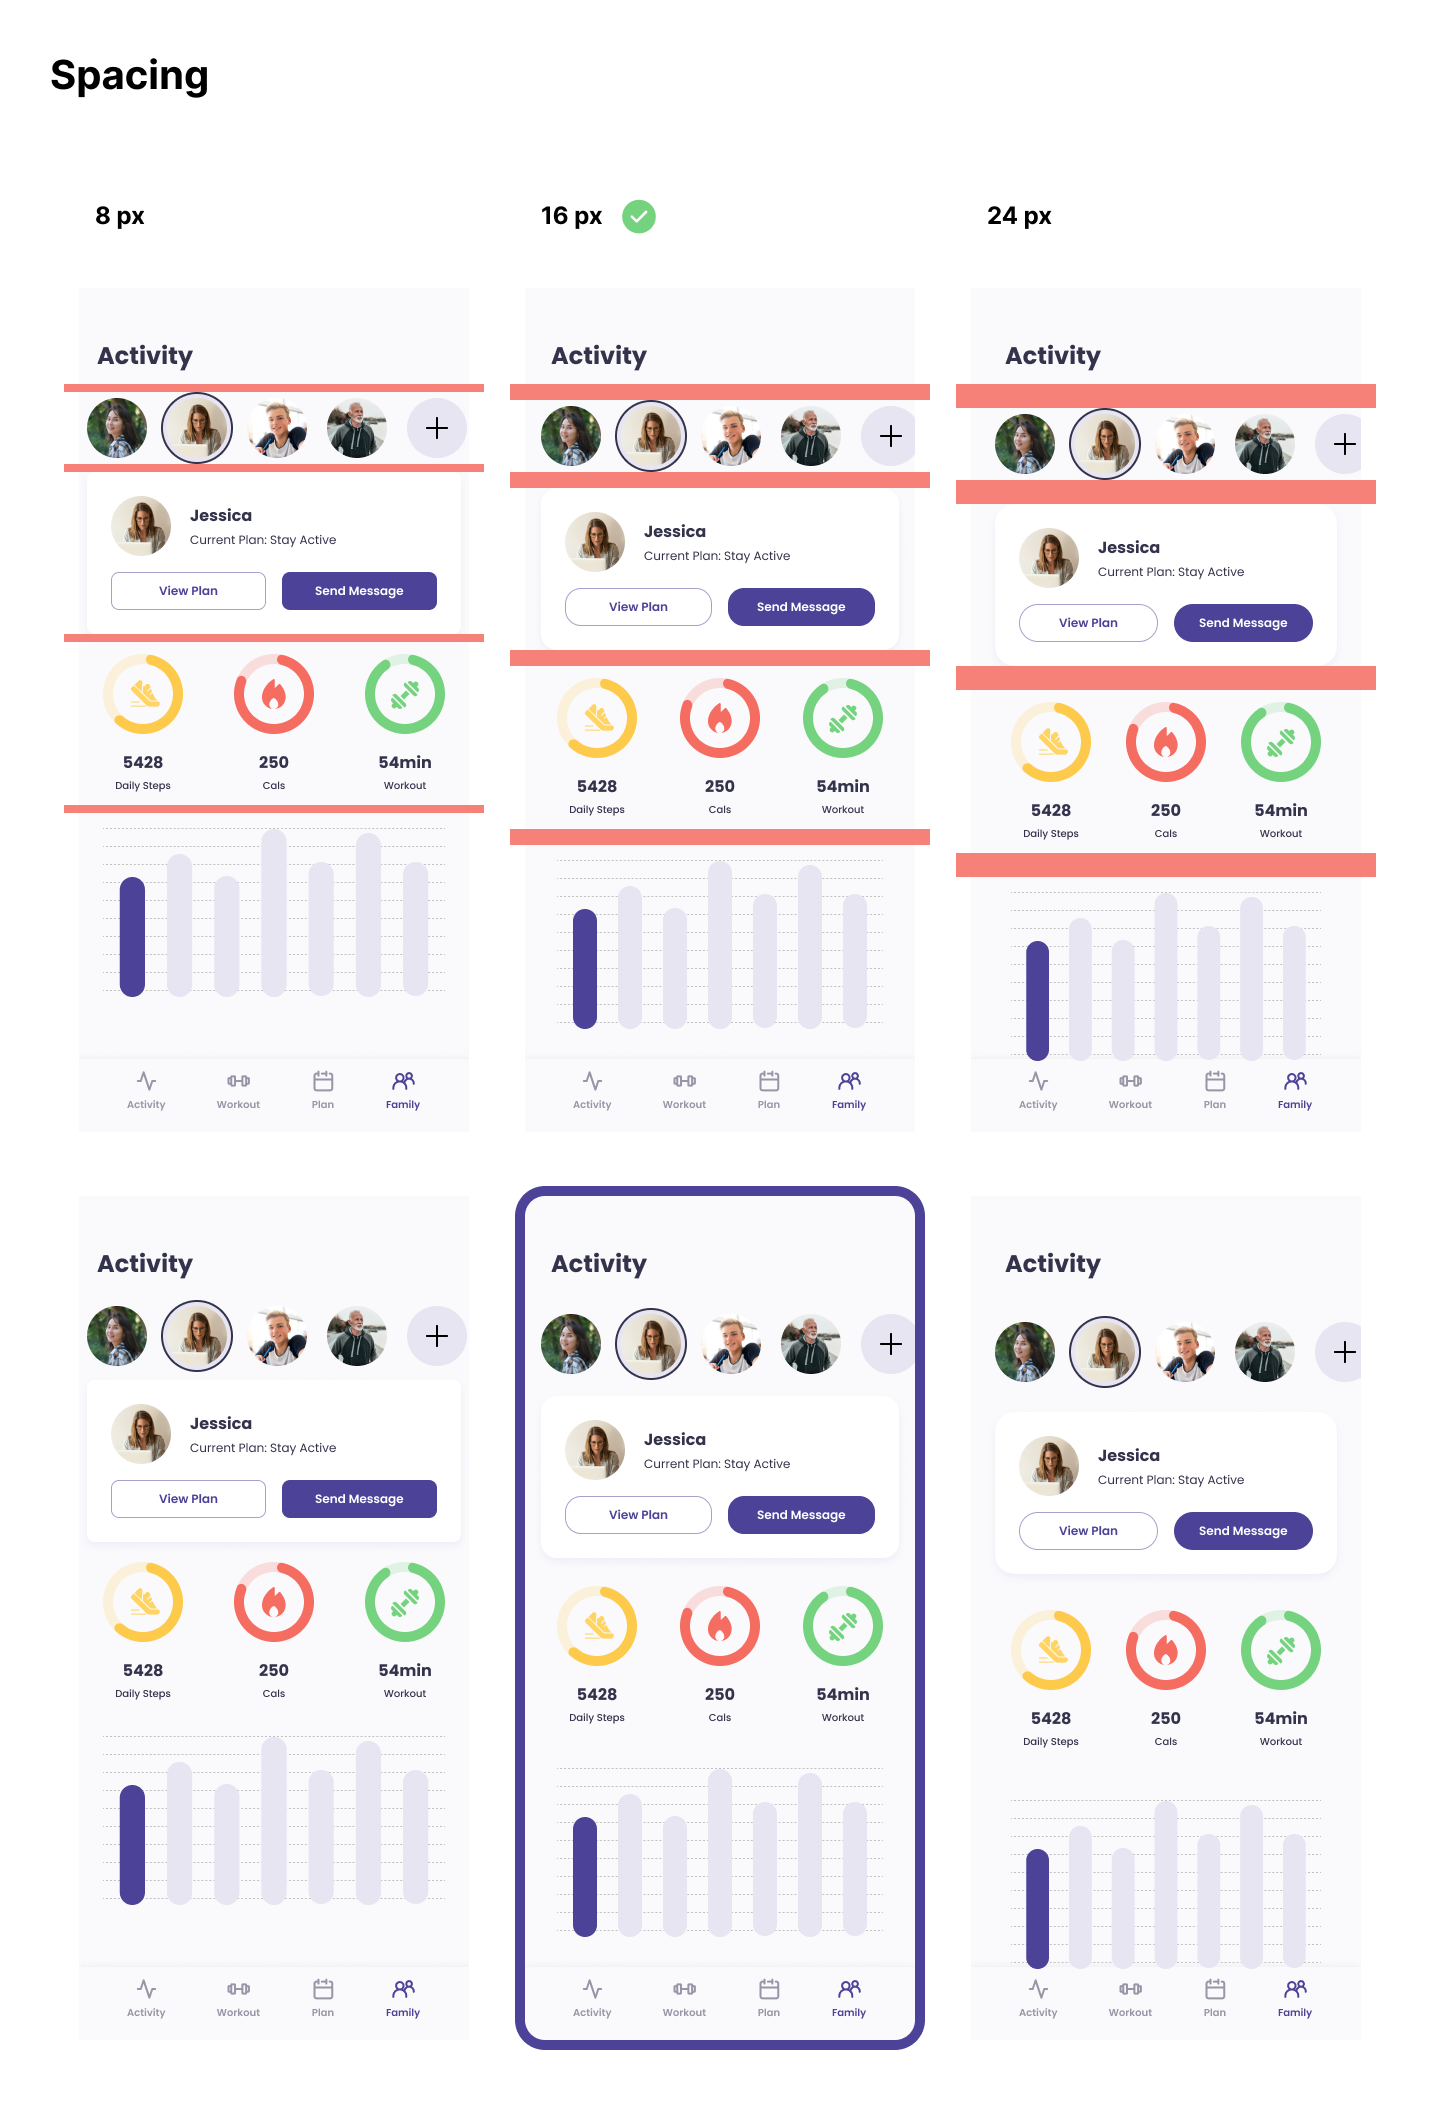 Spacing
8 px
16 px
24 px
Activity
Jessica
Current Plan: Stay Active
View Plan
Send Message
5428
250
54min
Daily Steps
Cals
Workout
Activity
Workout
Plan
Family
Activity
Jessica
Current Plan: Stay Active
View Plan
Send Message
5428
250
54min
Daily Steps
Cals
Workout
Activity
Workout
Plan
Family
Activity
Jessica
Current Plan: Stay Active
View Plan
Send Message
5428
250
54min
Daily Steps
Cals
Workout
Activity
Workout
Plan
Family
Activity
Jessica
Current Plan: Stay Active
View Plan
Send Message
5428
250
54min
Daily Steps
Cals
Workout
Activity
Workout
Plan
Family
Activity
Jessica
Current Plan: Stay Active
View Plan
Send Message
5428
250
54min
Daily Steps
Cals
Workout
Activity
Workout
Plan
Family
Activity
Jessica
Current Plan: Stay Active
View Plan
Send Message
5428
250
54min
Daily Steps
Cals
Workout
Activity
Workout
Plan
Family